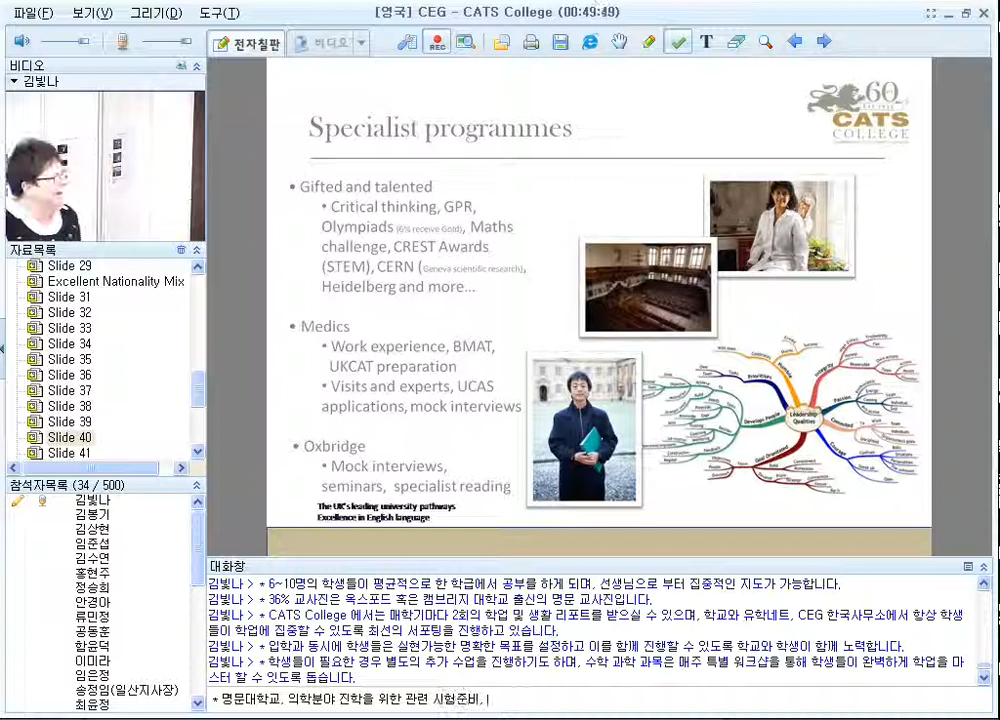 파일(F) 보기(V) 그리기(D) 도구(T) [영국] CEG - CATS College (00:49:49)
전자칠판 비디오
REC
T
비디오
김빛나
자료목록
Slide 29
Excellent Nationality Mix
Slide 31
Slide 32
Slide 33
Slide 34
Slide 35
Slide 36
Slide 37
Slide 38
Slide 39
Slide 40
Slide 41
참석자목록 (34 / 500)
김빛나
김봉기
김상현
임준섭
김수연
홍현주
정승희
안경아
류민정
공동훈
함윤덕
이미라
임은정
송정임(일산지사장)
최윤정
Specialist programmes
60
CATS
COLLEGE
• Gifted and talented
• Critical thinking, GPR,
Olympiads (6% receive Gold), Maths
challenge, CREST Awards
(STEM), CERN (Geneva scientific research),
Heidelberg and more...
• Medics
• Work experience, BMAT,
UKCAT preparation
• Visits and experts, UCAS
applications, mock interviews
• Oxbridge
• Mock interviews,
seminars, specialist reading
The UK's leading university pathways
Excellence in English language
Leadership
Qualities
Integrity
Passion
Courage
Goal Oriented
Develops People
Priorities
Humble
대화창
김빛나 > * 6~10명의 학생들이 평균적으로 한 학급에서 공부를 하게 되며, 선생님으로 부터 집중적인 지도가 가능합니다.
김빛나 > * 36% 교사진은 옥스포드 혹은 캠브리지 대학교 출신의 명문 교사진입니다.
김빛나 > * CATS College 에서는 매학기마다 2회의 학업 및 생활 리포트를 받으실 수 있으며, 학교와 유학네트, CEG 한국사무소에서 항상 학생
들이 학업에 집중할 수 있도록 최선의 서포팅을 진행하고 있습니다.
김빛나 > * 입학과 동시에 학생들은 실현가능한 명확한 목표를 설정하고 이를 함께 진행할 수 있도록 학교와 학생이 함께 노력합니다.
김빛나 > * 학생들이 필요한 경우 별도의 추가 수업을 진행하기도 하며, 수학 과학 과목은 매주 특별 워크샵을 통해 학생들이 완벽하게 학업을 마
스터 할 수 잇도록 돕습니다.
* 명문대학교, 의학분야 진학을 위한 관련 시험준비,